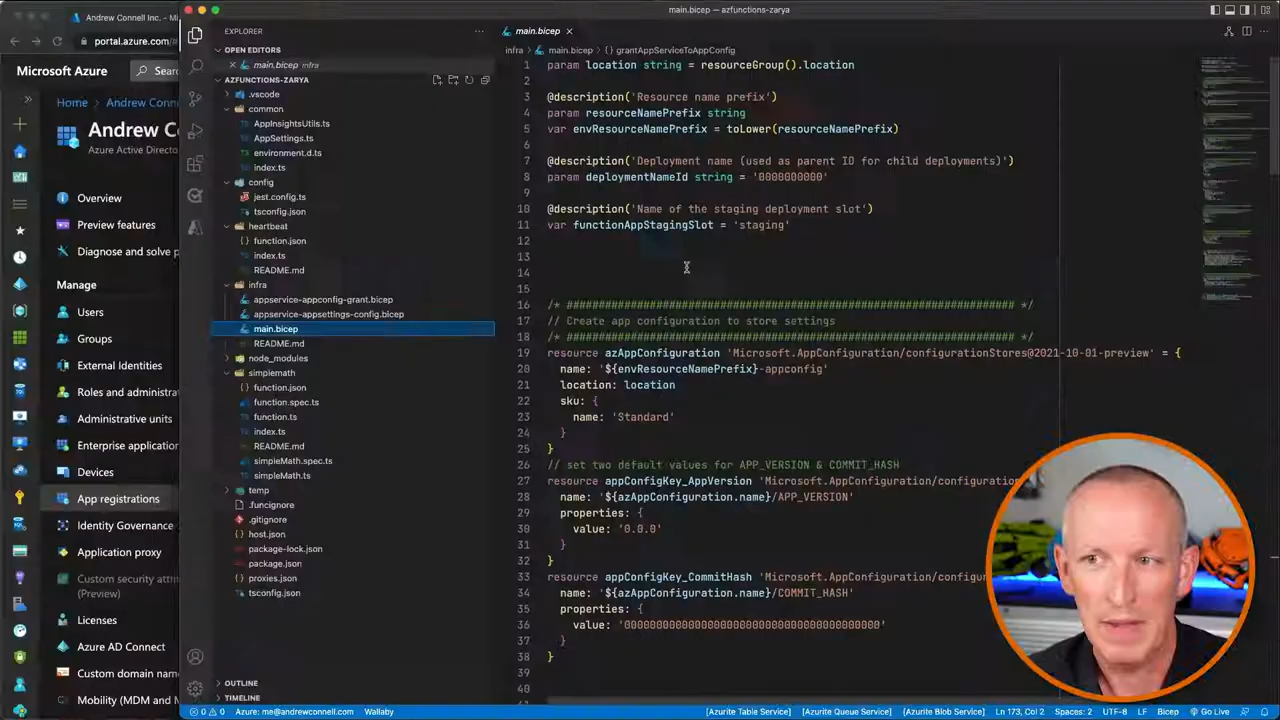 main.bicep — azfunctions-zarya
Andrew Connell Inc. - Mi
portal.azure.com/#
Microsoft Azure
Sear
Home > Andrew Conn
Andrew C
Azure Active Direc
Overview
Preview features
Diagnose and solve p
Manage
Users
Groups
External Identities
Roles and administra
Administrative units
Enterprise application
Devices
App registrations
Identity Governance
Application proxy
Custom security attri
(Preview)
Licenses
Azure AD Connect
Custom domain name
Mobility (MDM and M
EXPLORER
OPEN EDITORS
main.bicep infra
AZFUNCTIONS-ZARYA
.vscode
common
AppInsightsUtils.ts
AppSettings.ts
environment.d.ts
index.ts
config
jest.config.ts
tsconfig.json
heartbeat
function.json
index.ts
README.md
infra
appservice-appconfig-grant.bicep
appservice-appsettings-config.bicep
main.bicep
README.md
node_modules
simplemath
function.json
function.spec.ts
function.ts
index.ts
README.md
simpleMath.spec.ts
simpleMath.ts
temp
.funcignore
.gitignore
host.json
package-lock.json
package.json
proxies.json
tsconfig.json
OUTLINE
TIMELINE
main.bicep
infra > main.bicep > {} grantAppServiceToAppConfig
1 param location string = resourceGroup().location
2
3 @description('Resource name prefix')
4 param resourceNamePrefix string
5 var envResourceNamePrefix = toLower(resourceNamePrefix)
6
7 @description('Deployment name (used as parent ID for child deployments)')
8 param deploymentNameId string = '0000000000'
9
10 @description('Name of the staging deployment slot')
11 var functionAppStagingSlot = 'staging'
12
13
14
15
16 /* ###################################################################### */
17 // Create app configuration to store settings
18 /* ###################################################################### */
19 resource azAppConfiguration 'Microsoft.AppConfiguration/configurationStores@2021-10-01-preview' = {
20 name: '${envResourceNamePrefix}-appconfig'
21 location: location
22 sku: {
23 name: 'Standard'
24 }
25 }
26 // set two default values for APP_VERSION & COMMIT_HASH
27 resource appConfigKey_AppVersion 'Microsoft.AppConfiguration/configu
28 name: '${azAppConfiguration.name}/APP_VERSION'
29 properties: {
30 value: '0.0.0'
31 }
32 }
33 resource appConfigKey_CommitHash 'Microsoft.AppConfiguration/config
34 name: '${azAppConfiguration.name}/COMMIT_HASH'
35 properties: {
36 value: '0000000000000000000000000000000000000000'
37 }
38 }
39
40
0 0 Azure: me@andrewconnell.com Wallaby [Azurite Table Service] [Azurite Queue Service] [Azurite Blob Service] Ln 173, Col 2 Spaces: 2 UTF-8 LF Bicep Go Live